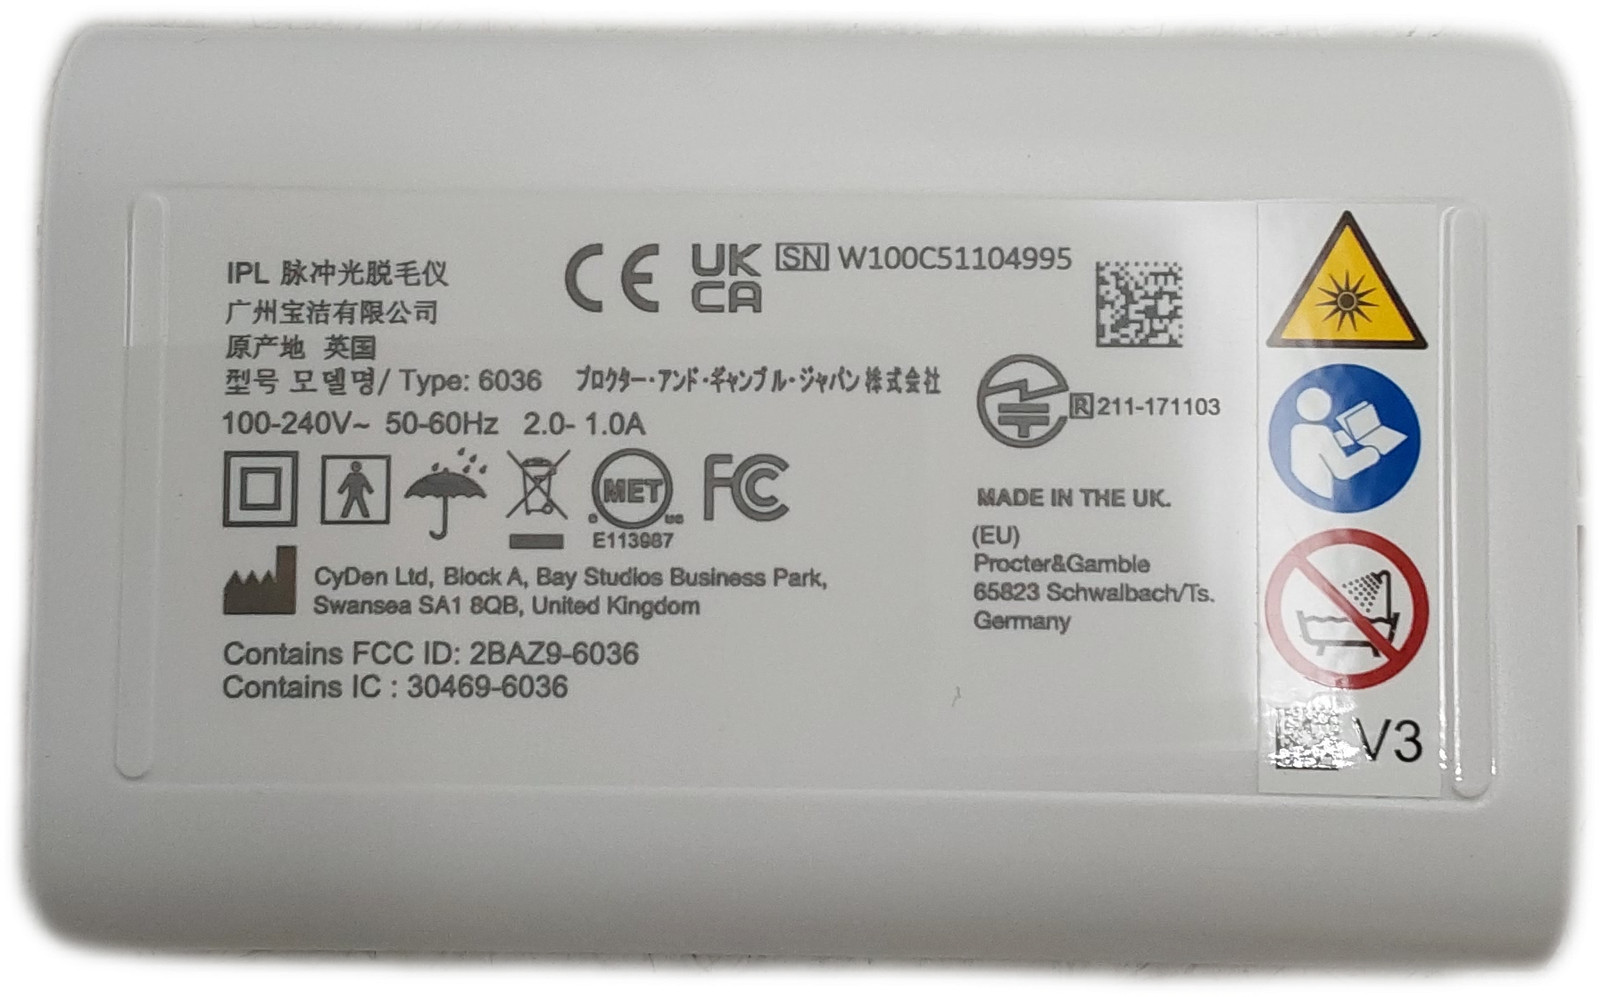 IPL 脉冲光脱毛仪
广州宝洁有限公司
原产地 英国
型号 모델명/ Type: 6036
プロクター・アンド・ギャンブル・ジャパン株式会社
100-240V~ 50-60Hz 2.0- 1.0A
CE
UK
CA
SN W100C51104995
R 211-171103
MET
c us
E113987
FC
CyDen Ltd, Block A, Bay Studios Business Park,
Swansea SA1 8QB, United Kingdom
Contains FCC ID: 2BAZ9-6036
Contains IC : 30469-6036
MADE IN THE UK.
(EU)
Procter&Gamble
65823 Schwalbach/Ts.
Germany
V3